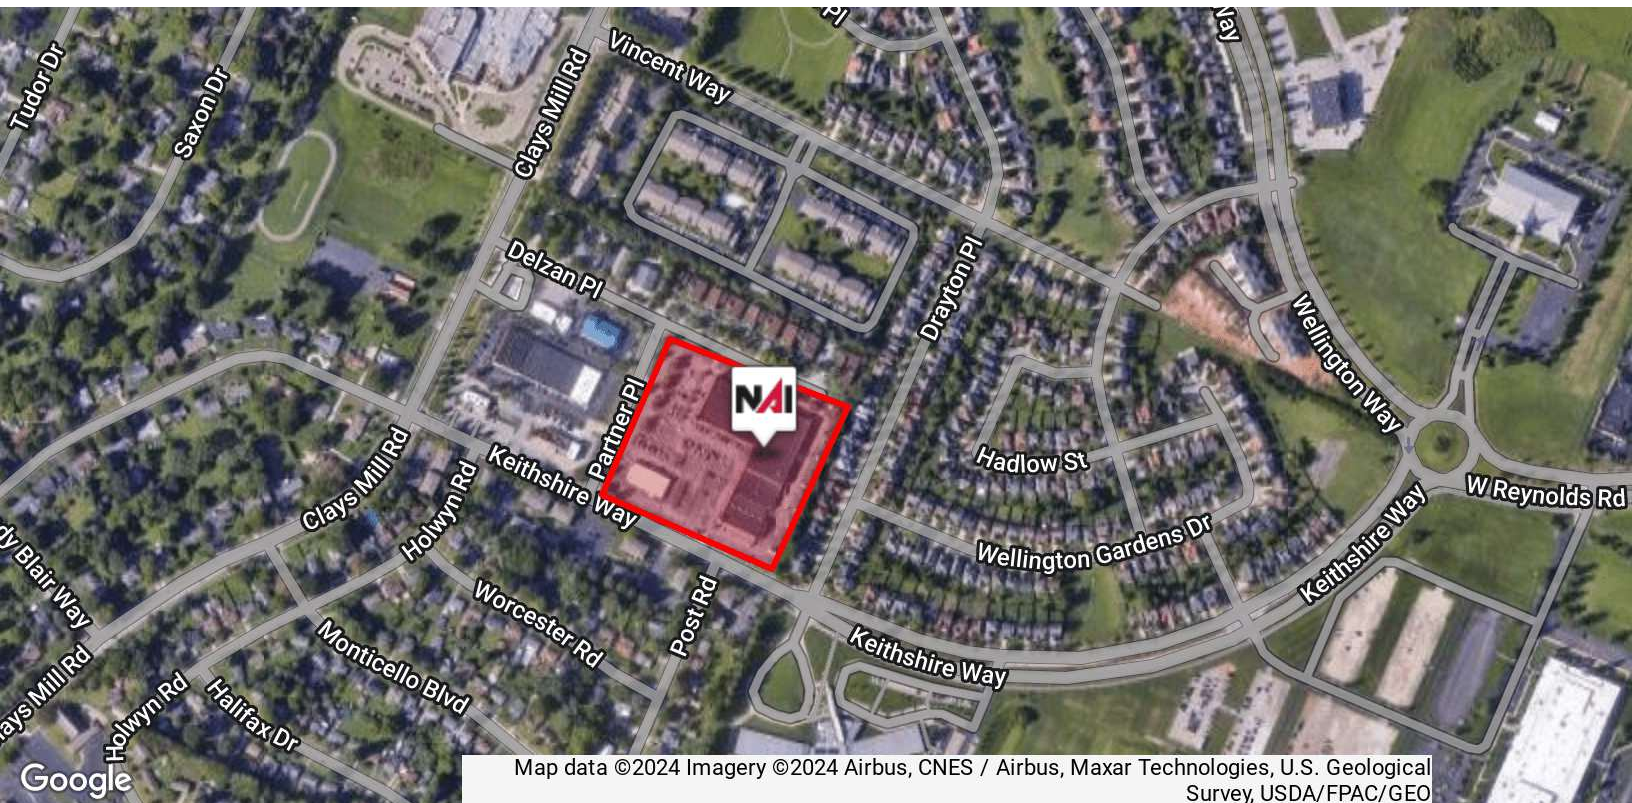 Pl
Way
Tudor Dr
Saxon Dr
Clays Mill Rd
Vincent Way
Delzan Pl
Drayton Pl
Wellington Way
NAI
Partner Pl
Hadlow St
Clays Mill Rd
Holwyn Rd
Keithshire Way
W Reynolds Rd
Wellington Gardens Dr
Keithshire Way
dy Blair Way
Worcester Rd
Post Rd
Monticello Blvd
Keithshire Way
ays Mill Rd
Holwyn Rd
Halifax Dr
Google
Map data ©2024 Imagery ©2024 Airbus, CNES / Airbus, Maxar Technologies, U.S. Geological
Survey, USDA/FPAC/GEO